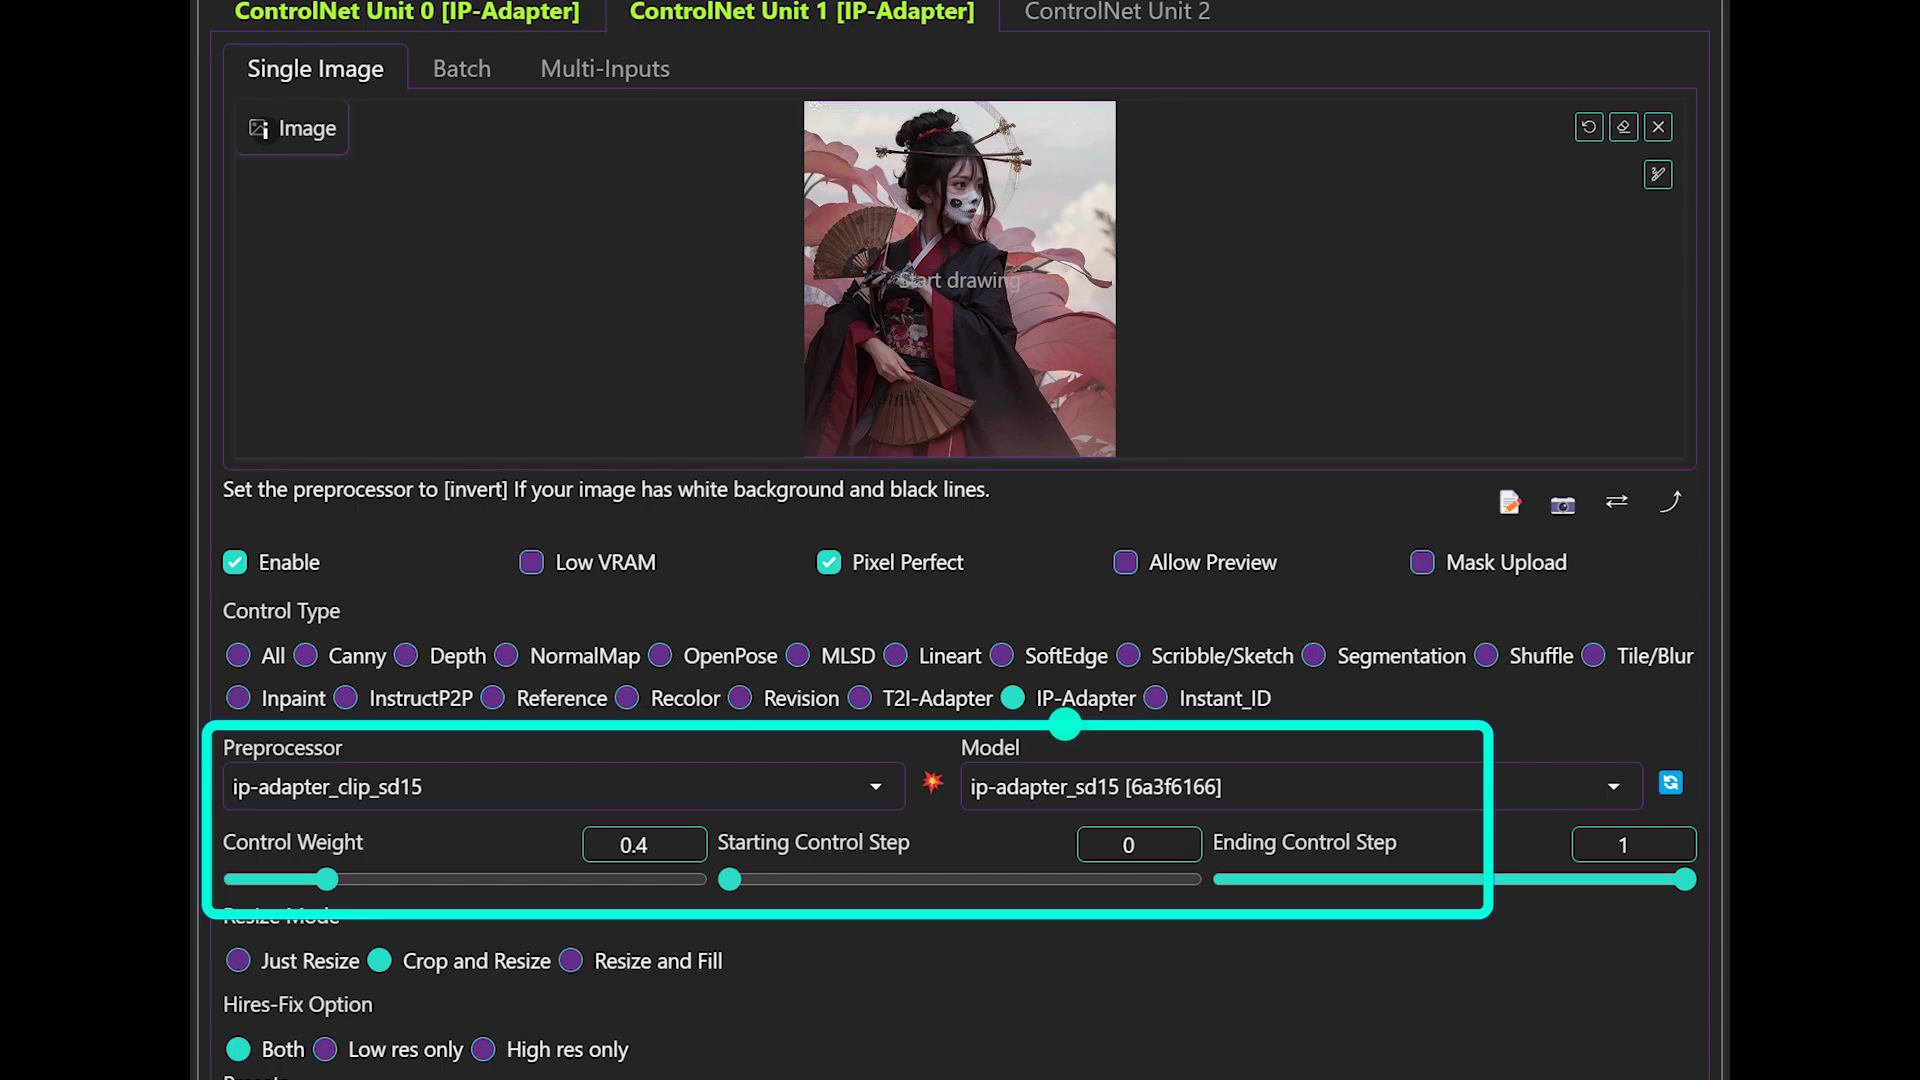 ControlNet Unit 0 [IP-Adapter] ControlNet Unit 1 [IP-Adapter] ControlNet Unit 2
Single Image Batch Multi-Inputs
Image
Start drawing
Set the preprocessor to [invert] If your image has white background and black lines.
Enable Low VRAM Pixel Perfect Allow Preview Mask Upload
Control Type
All Canny Depth NormalMap OpenPose MLSD Lineart SoftEdge Scribble/Sketch Segmentation Shuffle Tile/Blur
Inpaint InstructP2P Reference Recolor Revision T2I-Adapter IP-Adapter Instant_ID
Preprocessor Model
ip-adapter_clip_sd15 ip-adapter_sd15 [6a3f6166]
Control Weight 0.4 Starting Control Step 0 Ending Control Step 1
Resize Mode
Just Resize Crop and Resize Resize and Fill
Hires-Fix Option
Both Low res only High res only